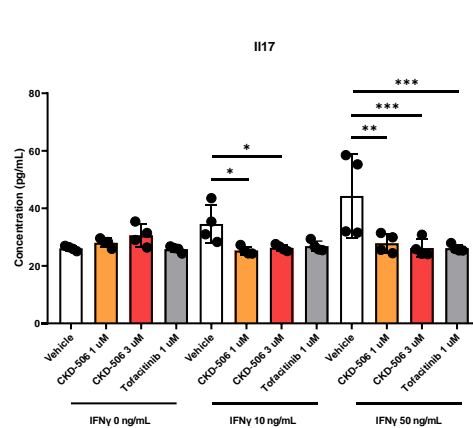 Il17
Concentration (pg/mL)
80
60
40
20
0
***
***
**
*
*
Vehicle
CKD-506 1 uM
CKD-506 3 uM
Tofacitinib 1 uM
Vehicle
CKD-506 1 uM
CKD-506 3 uM
Tofacitinib 1 uM
Vehicle
CKD-506 1 uM
CKD-506 3 uM
Tofacitinib 1 uM
IFNγ 0 ng/mL
IFNγ 10 ng/mL
IFNγ 50 ng/mL